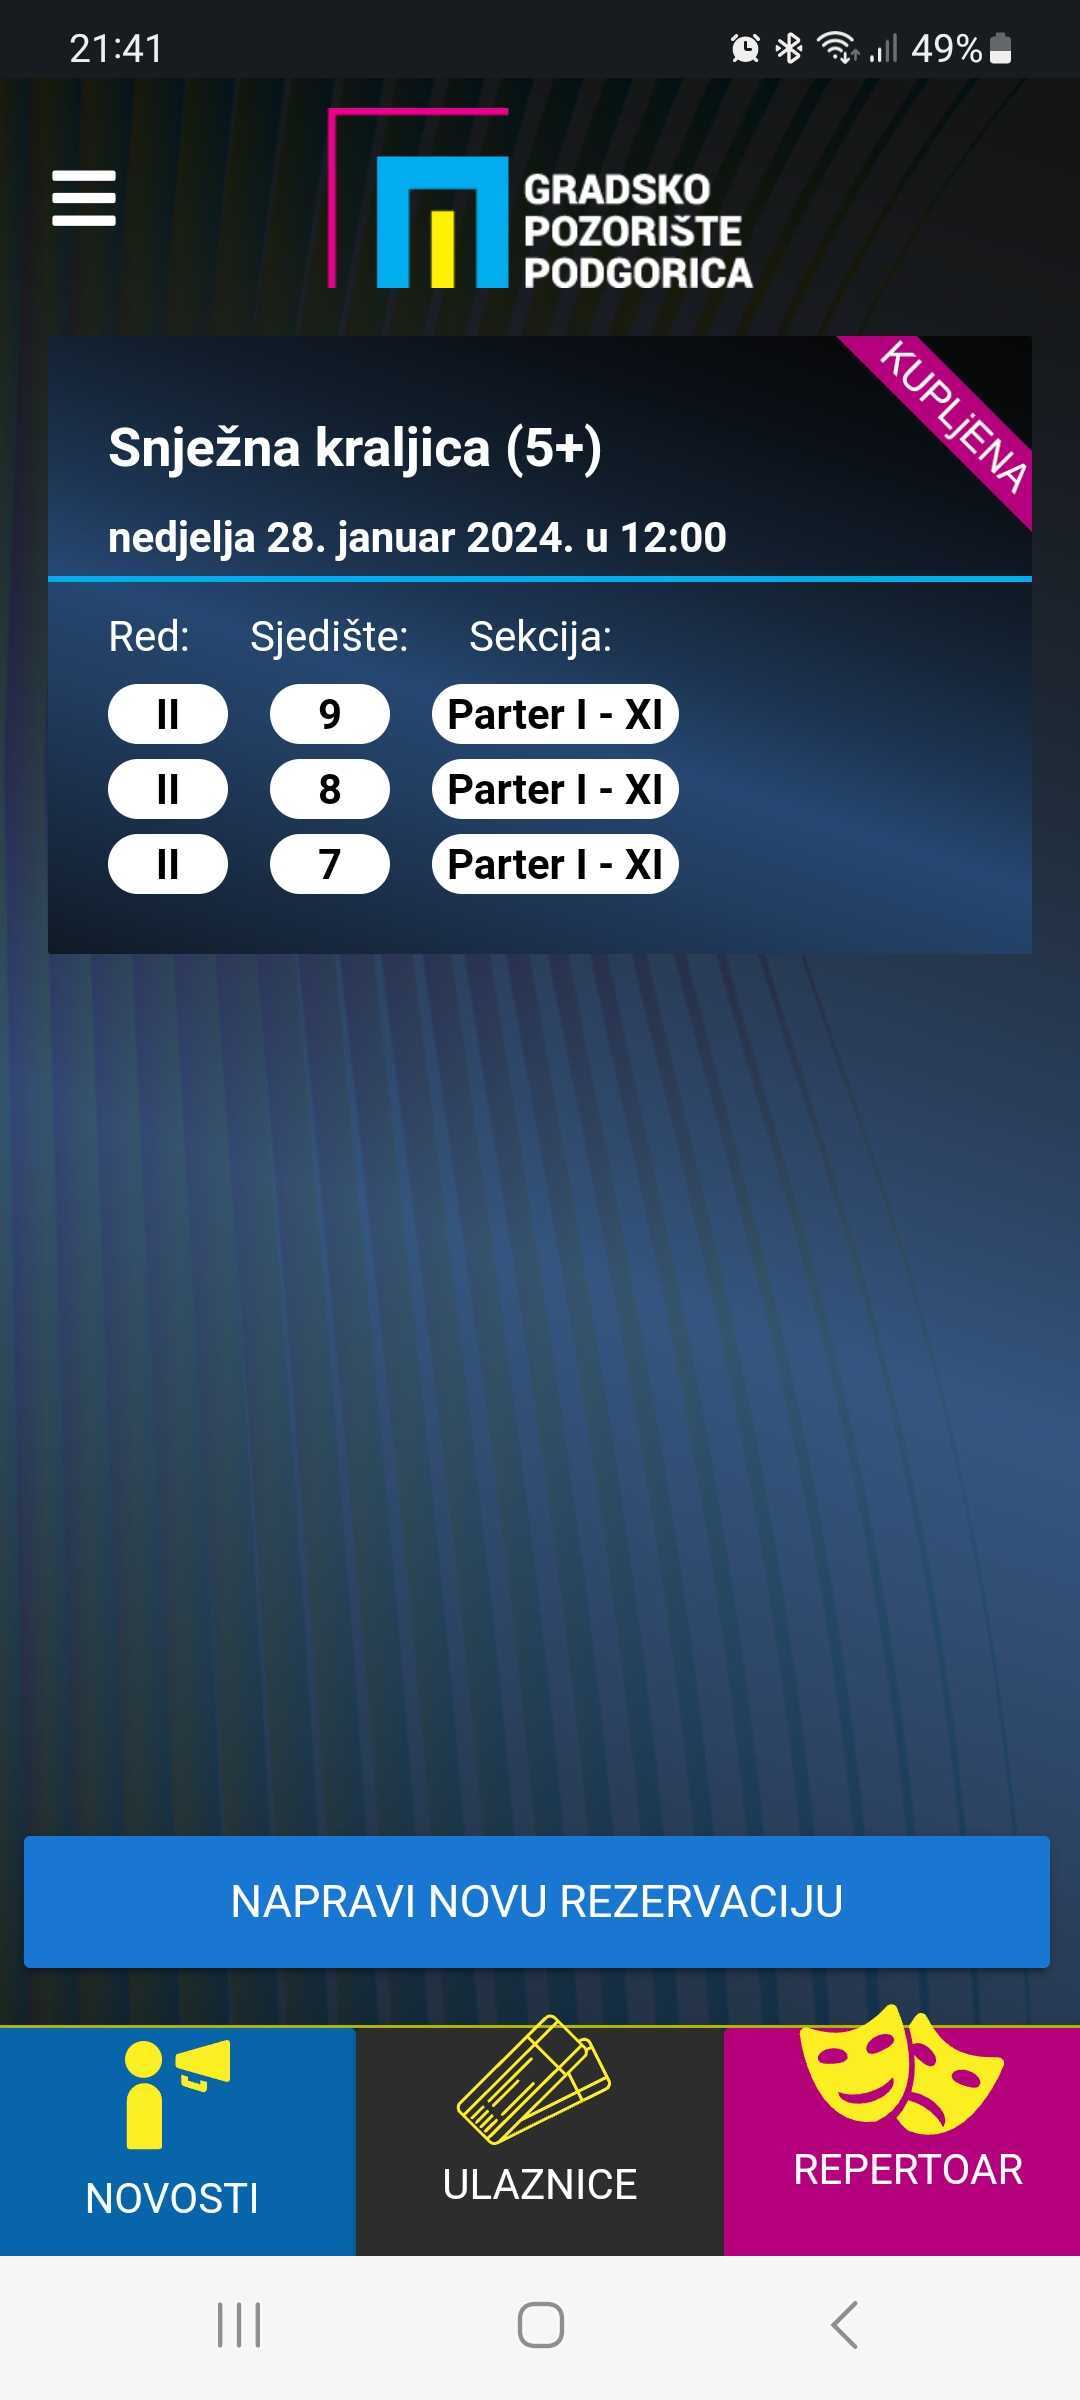 21:41
49%
GRADSKO
POZORIŠTE
PODGORICA
KUPLjENA
Snježna kraljica (5+)
nedjelja 28. januar 2024. u 12:00
Red: Sjedište: Sekcija:
II 9 Parter I - XI
II 8 Parter I - XI
II 7 Parter I - XI
NAPRAVI NOVU REZERVACIJU
NOVOSTI
ULAZNICE
REPERTOAR